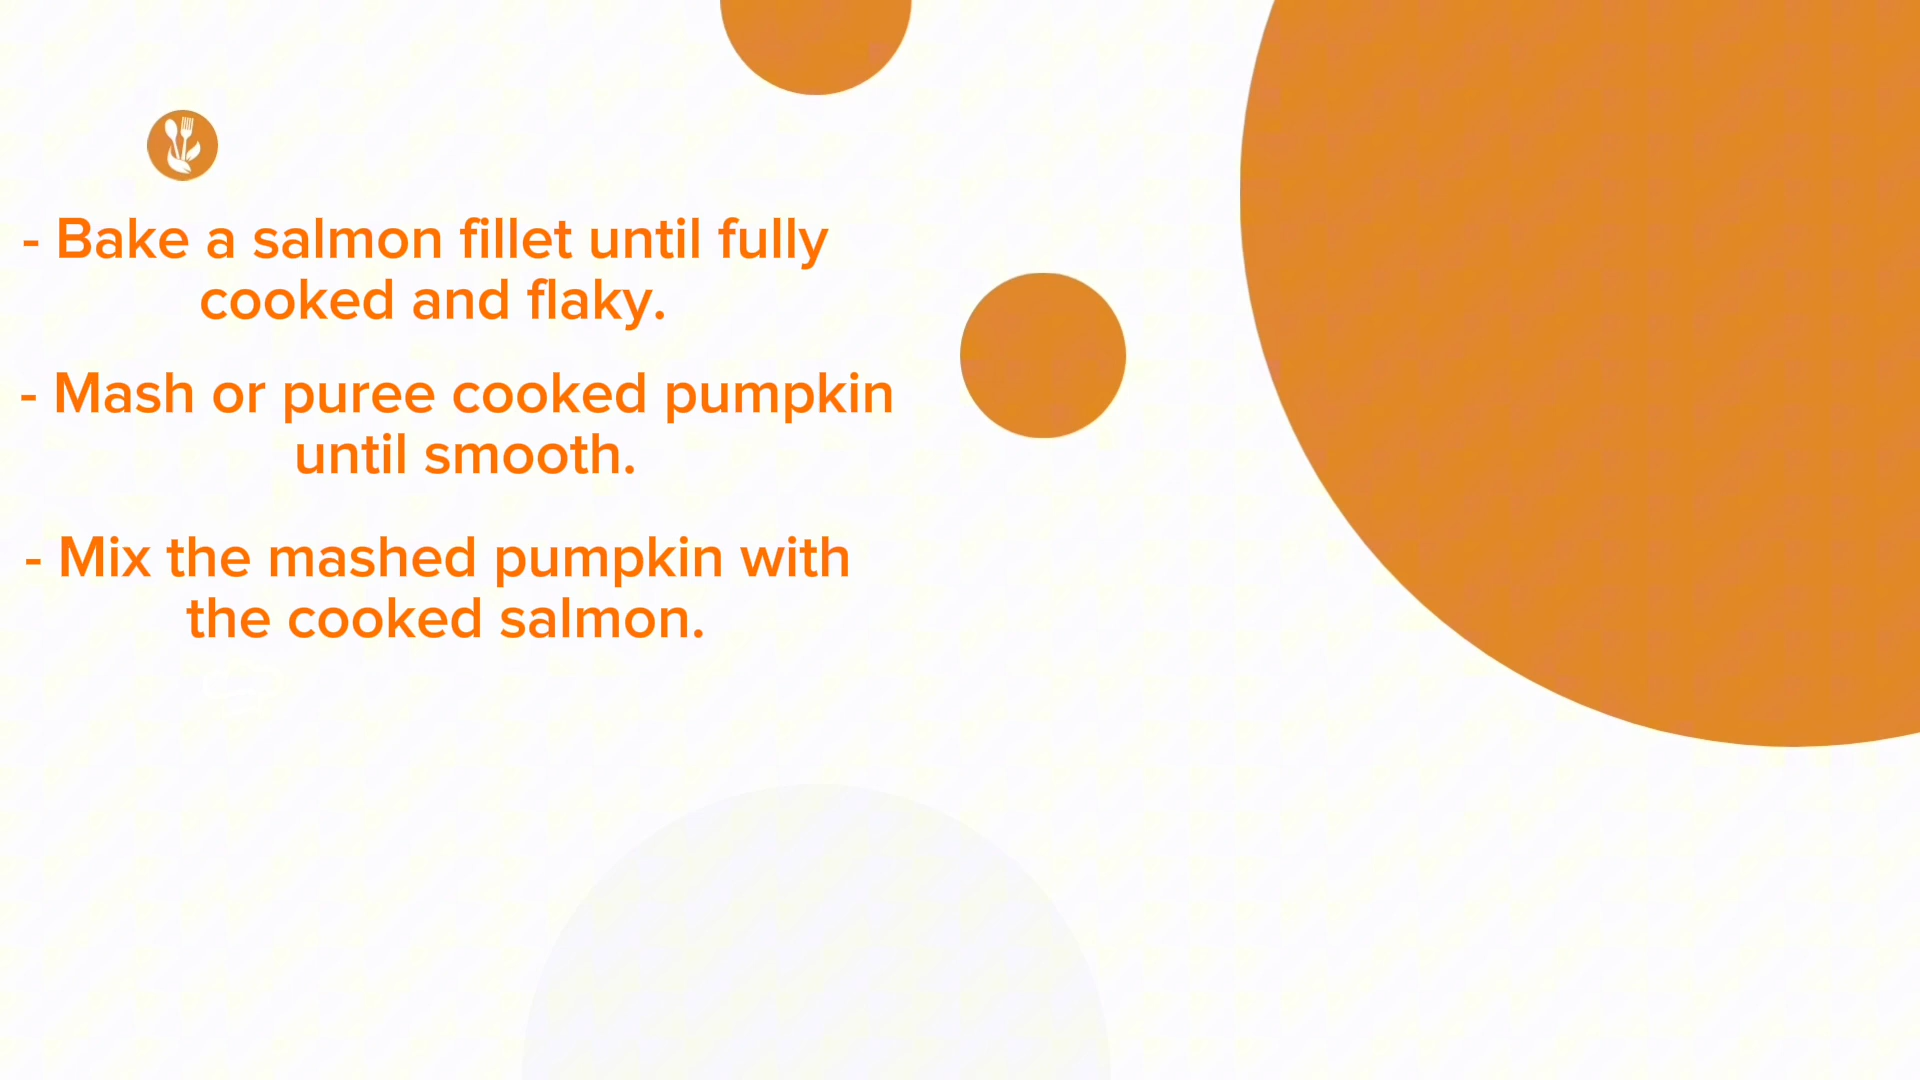 - Bake a salmon fillet until fully
cooked and flaky.
- Mash or puree cooked pumpkin
until smooth.
- Mix the mashed pumpkin with
the cooked salmon.